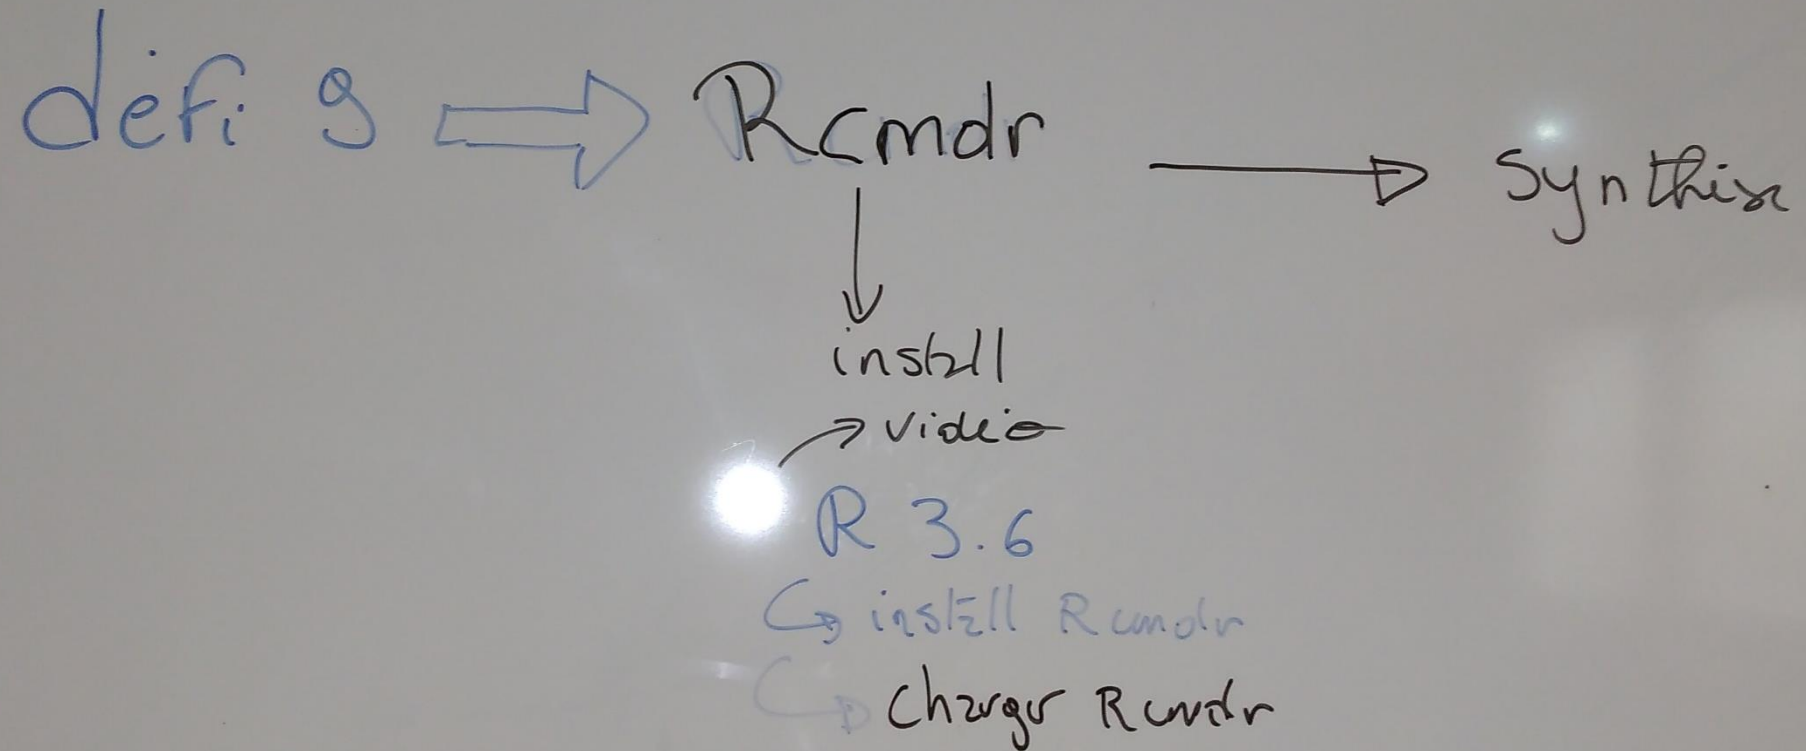 défi 9 ⇒ Rcmdr → Synthèse
↓
install
→ vidéo
R 3.6
↪ install Rcmdr
↪ Charger Rcmdr